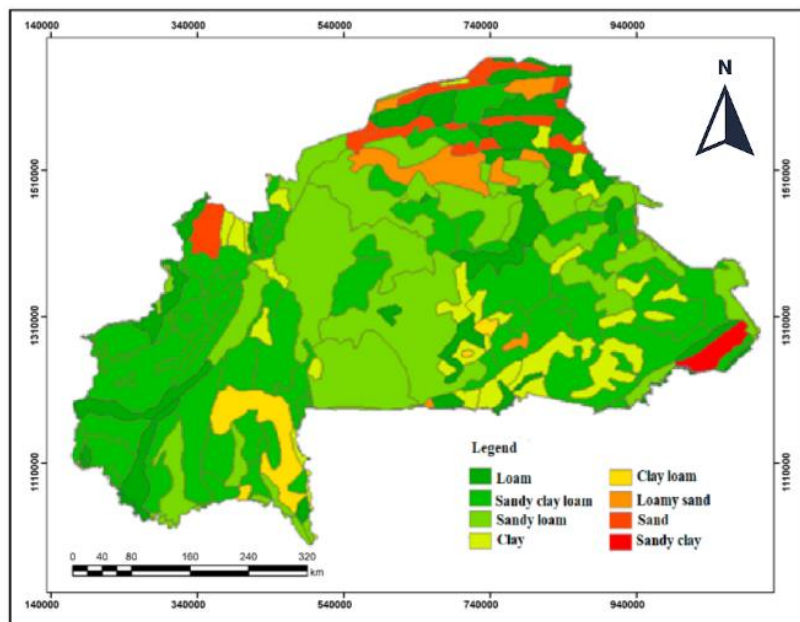 140000 340000 540000 740000 940000
N
1510000 1510000
1310000 1310000
1110000 1110000
Legend
Loam Clay loam
Sandy clay loam Loamy sand
Sandy loam Sand
Clay Sandy clay
0 40 80 160 240 320
km
140000 340000 540000 740000 940000